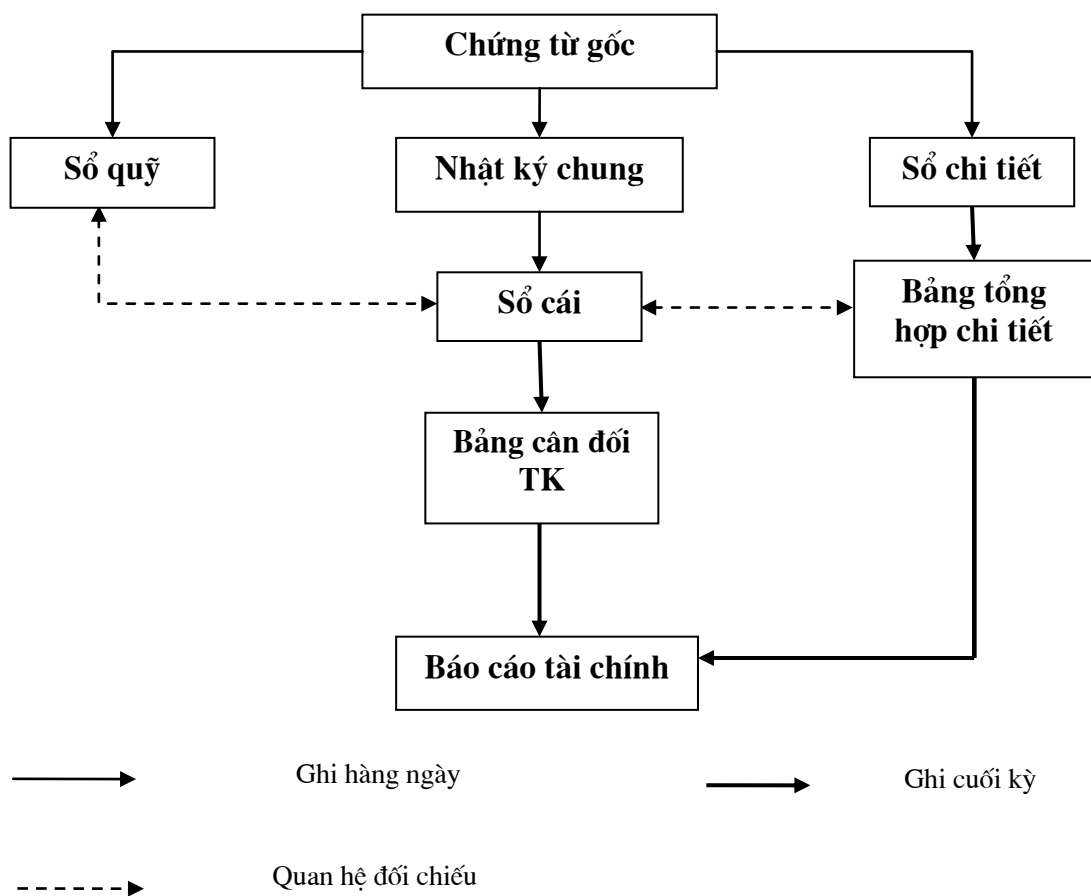 Chứng từ gốc
Sổ quỹ
Nhật ký chung
Sổ chi tiết
Sổ cái
Bảng tổng
hợp chi tiết
Bảng cân đối
TK
Báo cáo tài chính
Ghi hàng ngày
Ghi cuối kỳ
Quan hệ đối chiếu